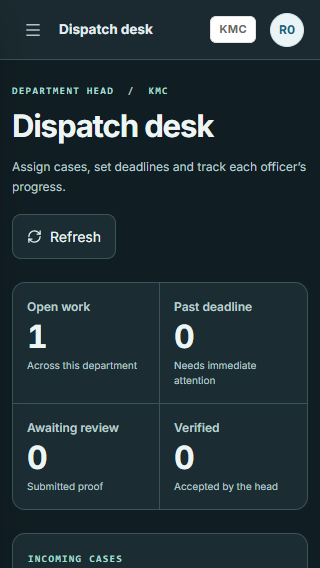 Dispatch desk
KMC
RO
DEPARTMENT HEAD / KMC
Dispatch desk
Assign cases, set deadlines and track each officer's
progress.
Refresh
Open work
1
Across this department
Past deadline
0
Needs immediate
attention
Awaiting review
0
Submitted proof
Verified
0
Accepted by the head
INCOMING CASES